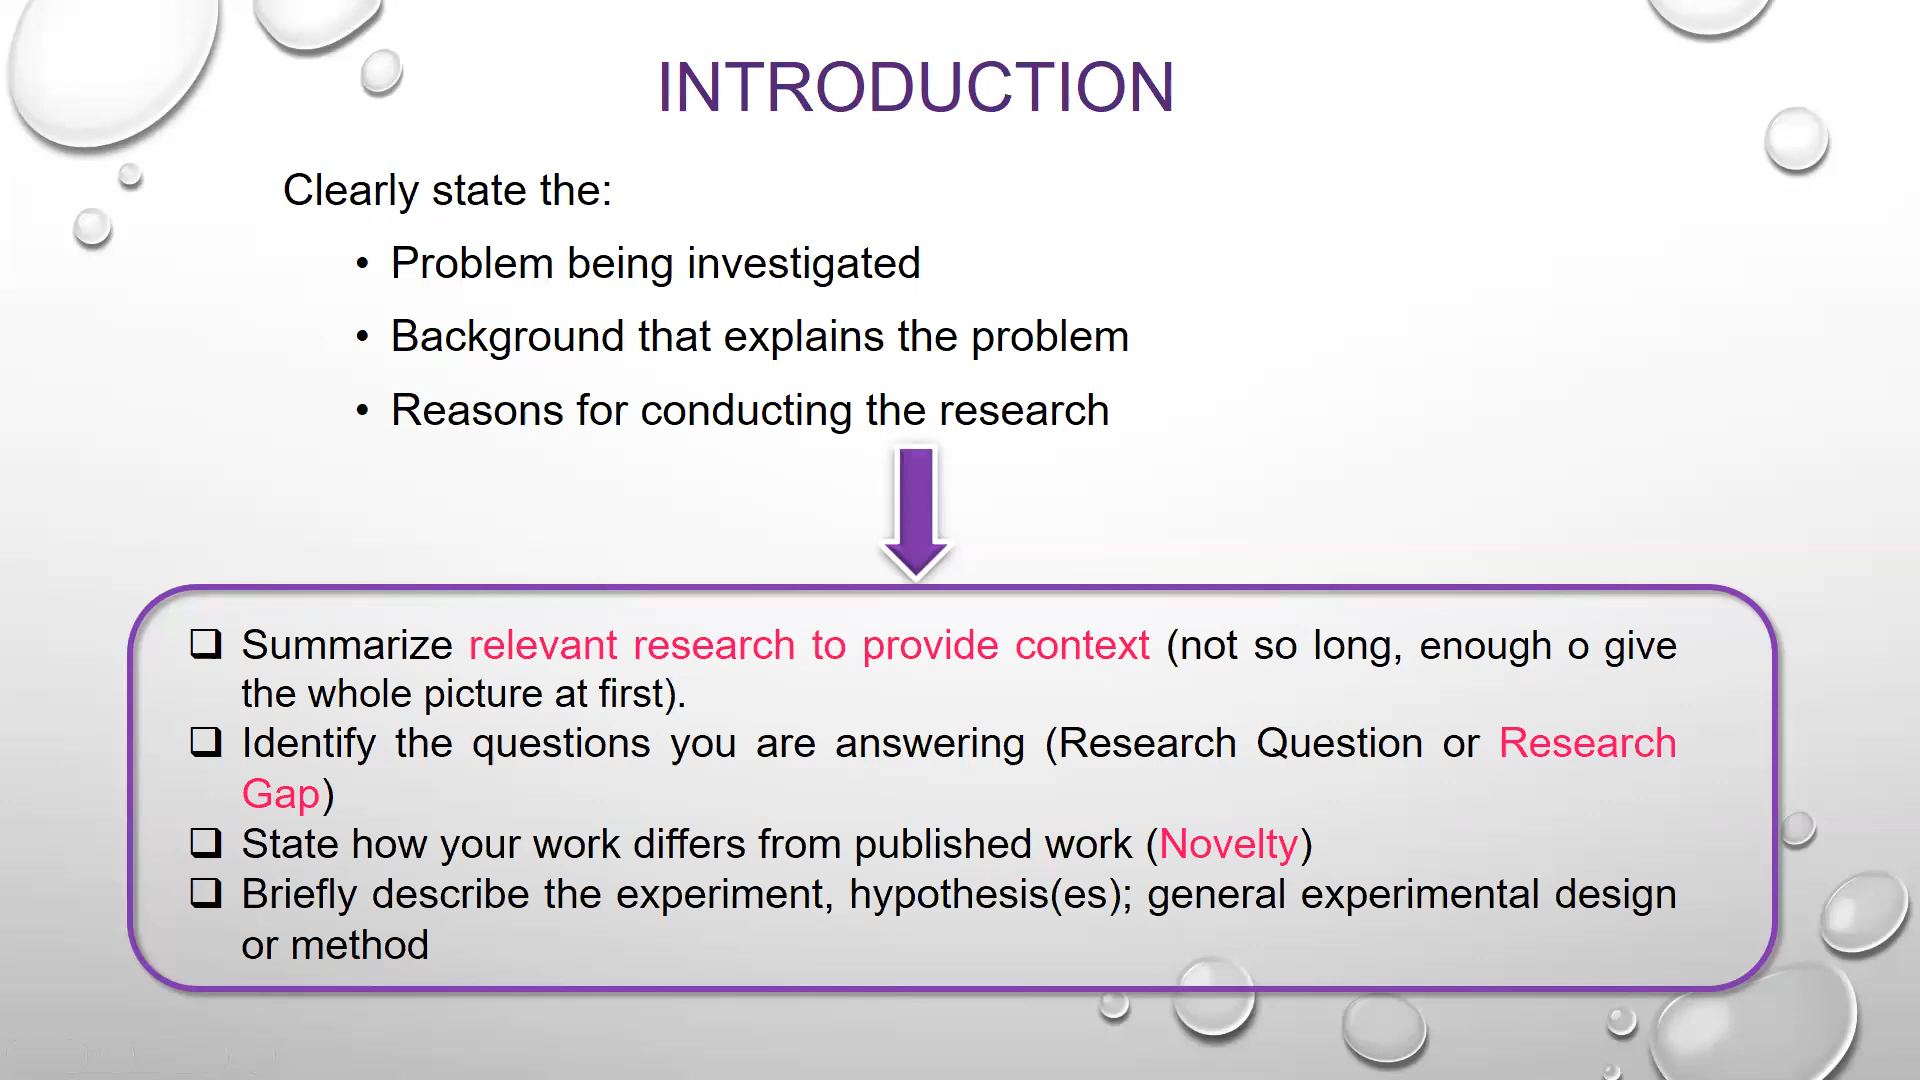 INTRODUCTION
Clearly state the:
• Problem being investigated
• Background that explains the problem
• Reasons for conducting the research
❑ Summarize relevant research to provide context (not so long, enough o give
the whole picture at first).
❑ Identify the questions you are answering (Research Question or Research
Gap)
❑ State how your work differs from published work (Novelty)
❑ Briefly describe the experiment, hypothesis(es); general experimental design
or method